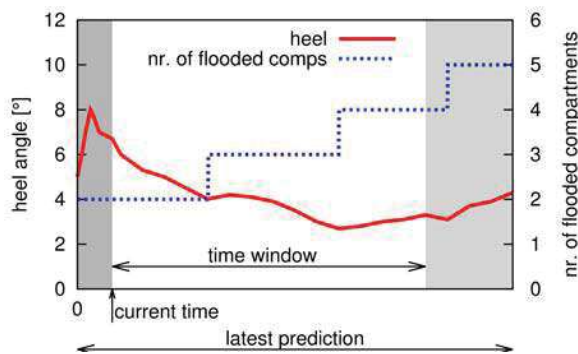 heel
nr. of flooded comps
heel angle [°]
12
10
8
6
4
2
0
6
5
4
3
2
1
0
nr. of flooded compartments
time window
0
current time
latest prediction